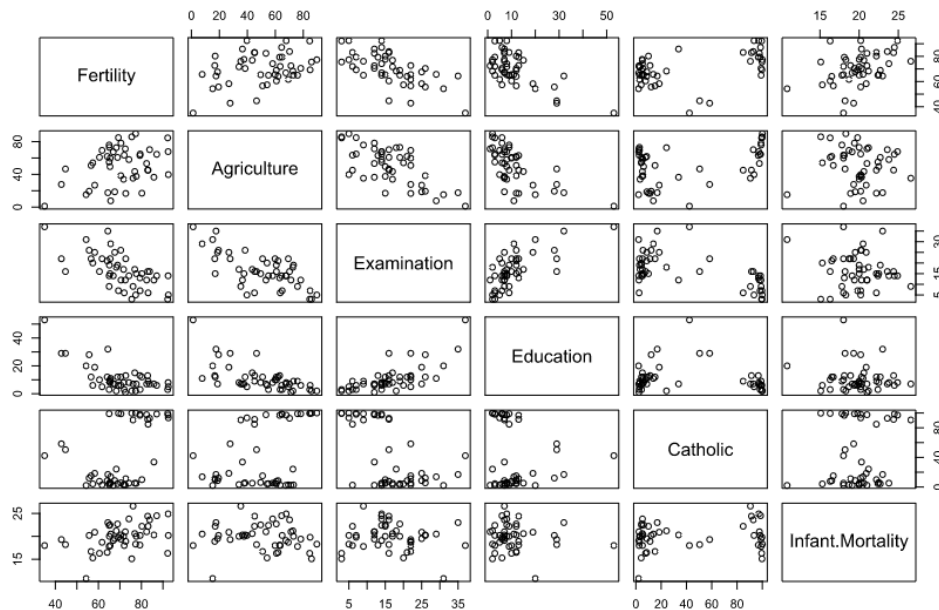 0 20 40 60 80
0 10 30 50
15 20 25
Fertility
40 60 80
0 40 80
Agriculture
Examination
5 15 30
0 20 40
Education
Catholic
0 40 80
15 25
Infant.Mortality
40 60 80
5 15 25 35
0 20 40 60 80